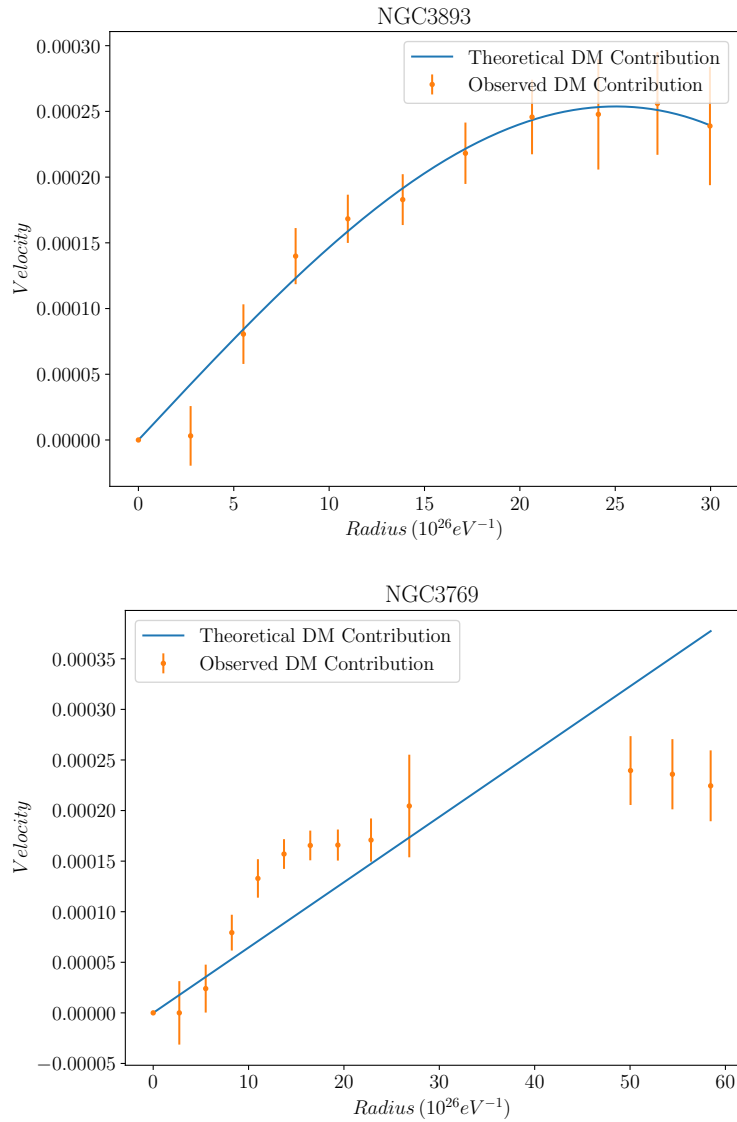 NGC3893
Theoretical DM Contribution
Observed DM Contribution
0.00030
0.00025
0.00020
0.00015
0.00010
0.00005
0.00000
Velocity
0 5 10 15 20 25 30
Radius (10^{26}eV^{-1})
NGC3769
Theoretical DM Contribution
Observed DM Contribution
0.00035
0.00030
0.00025
0.00020
0.00015
0.00010
0.00005
0.00000
−0.00005
Velocity
0 10 20 30 40 50 60
Radius (10^{26}eV^{-1})